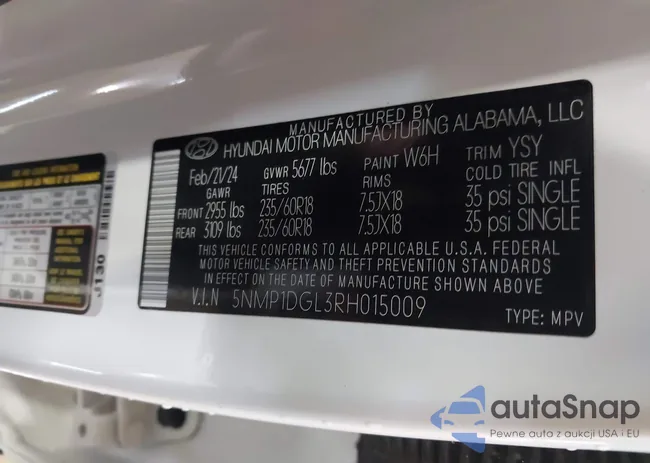 MANUFACTURED BY
HYUNDAI MOTOR MANUFACTURING ALABAMA, LLC
Feb/21/24 GVWR 5677 lbs PAINT W6H TRIM YSY
GAWR TIRES RIMS COLD TIRE INFL
FRONT 2955 lbs 235/60R18 7.5JX18 35 psi SINGLE
REAR 3109 lbs 235/60R18 7.5JX18 35 psi SINGLE
THIS VEHICLE CONFORMS TO ALL APPLICABLE U.S.A. FEDERAL
MOTOR VEHICLE SAFETY AND THEFT PREVENTION STANDARDS
IN EFFECT ON THE DATE OF MANUFACTURE SHOWN ABOVE
V.I.N 5NMP1DGL3RH015009
TYPE: MPV
J130
autaSnap
Pewne auta z aukcji USA i EU